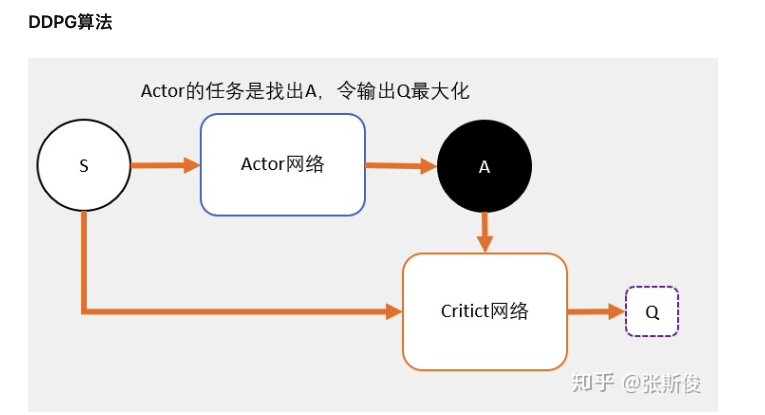 DDPG算法
Actor的任务是找出A，令输出Q最大化
S
Actor网络
A
Critict网络
Q
知乎 @张斯俊